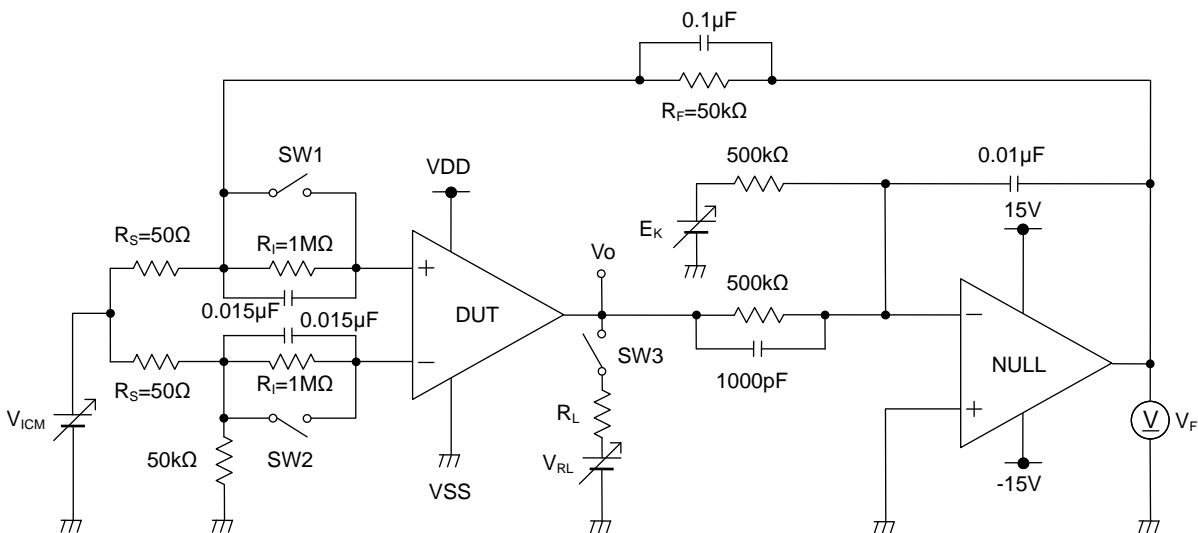 0.1µF
RF=50kΩ
SW1
VDD
500kΩ
0.01µF
15V
EK
RS=50Ω
RI=1MΩ
Vo
+
0.015µF
500kΩ
0.015µF
DUT
−
SW3
NULL
RS=50Ω
RI=1MΩ
−
1000pF
+
VICM
SW2
RL
V
VF
50kΩ
VRL
-15V
VSS